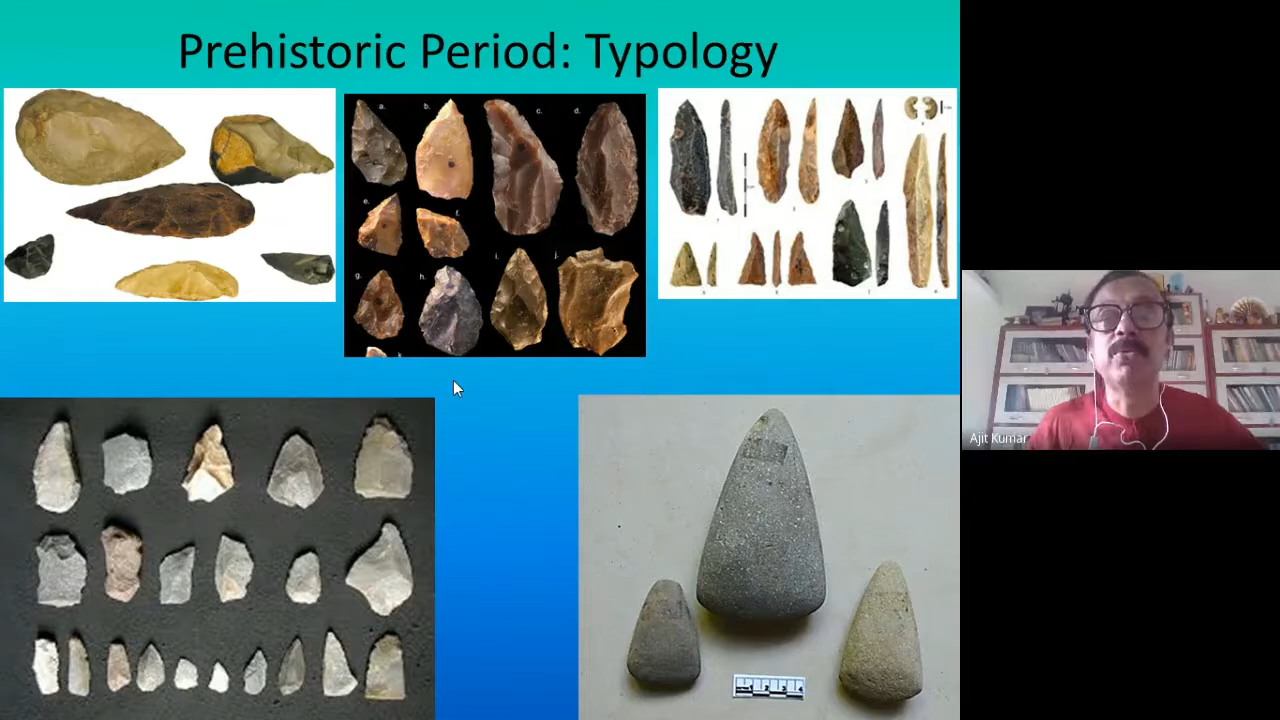 Prehistoric Period: Typology
a.
b.
c.
d.
e.
f.
g.
h.
i.
j.
Ajit Kumar